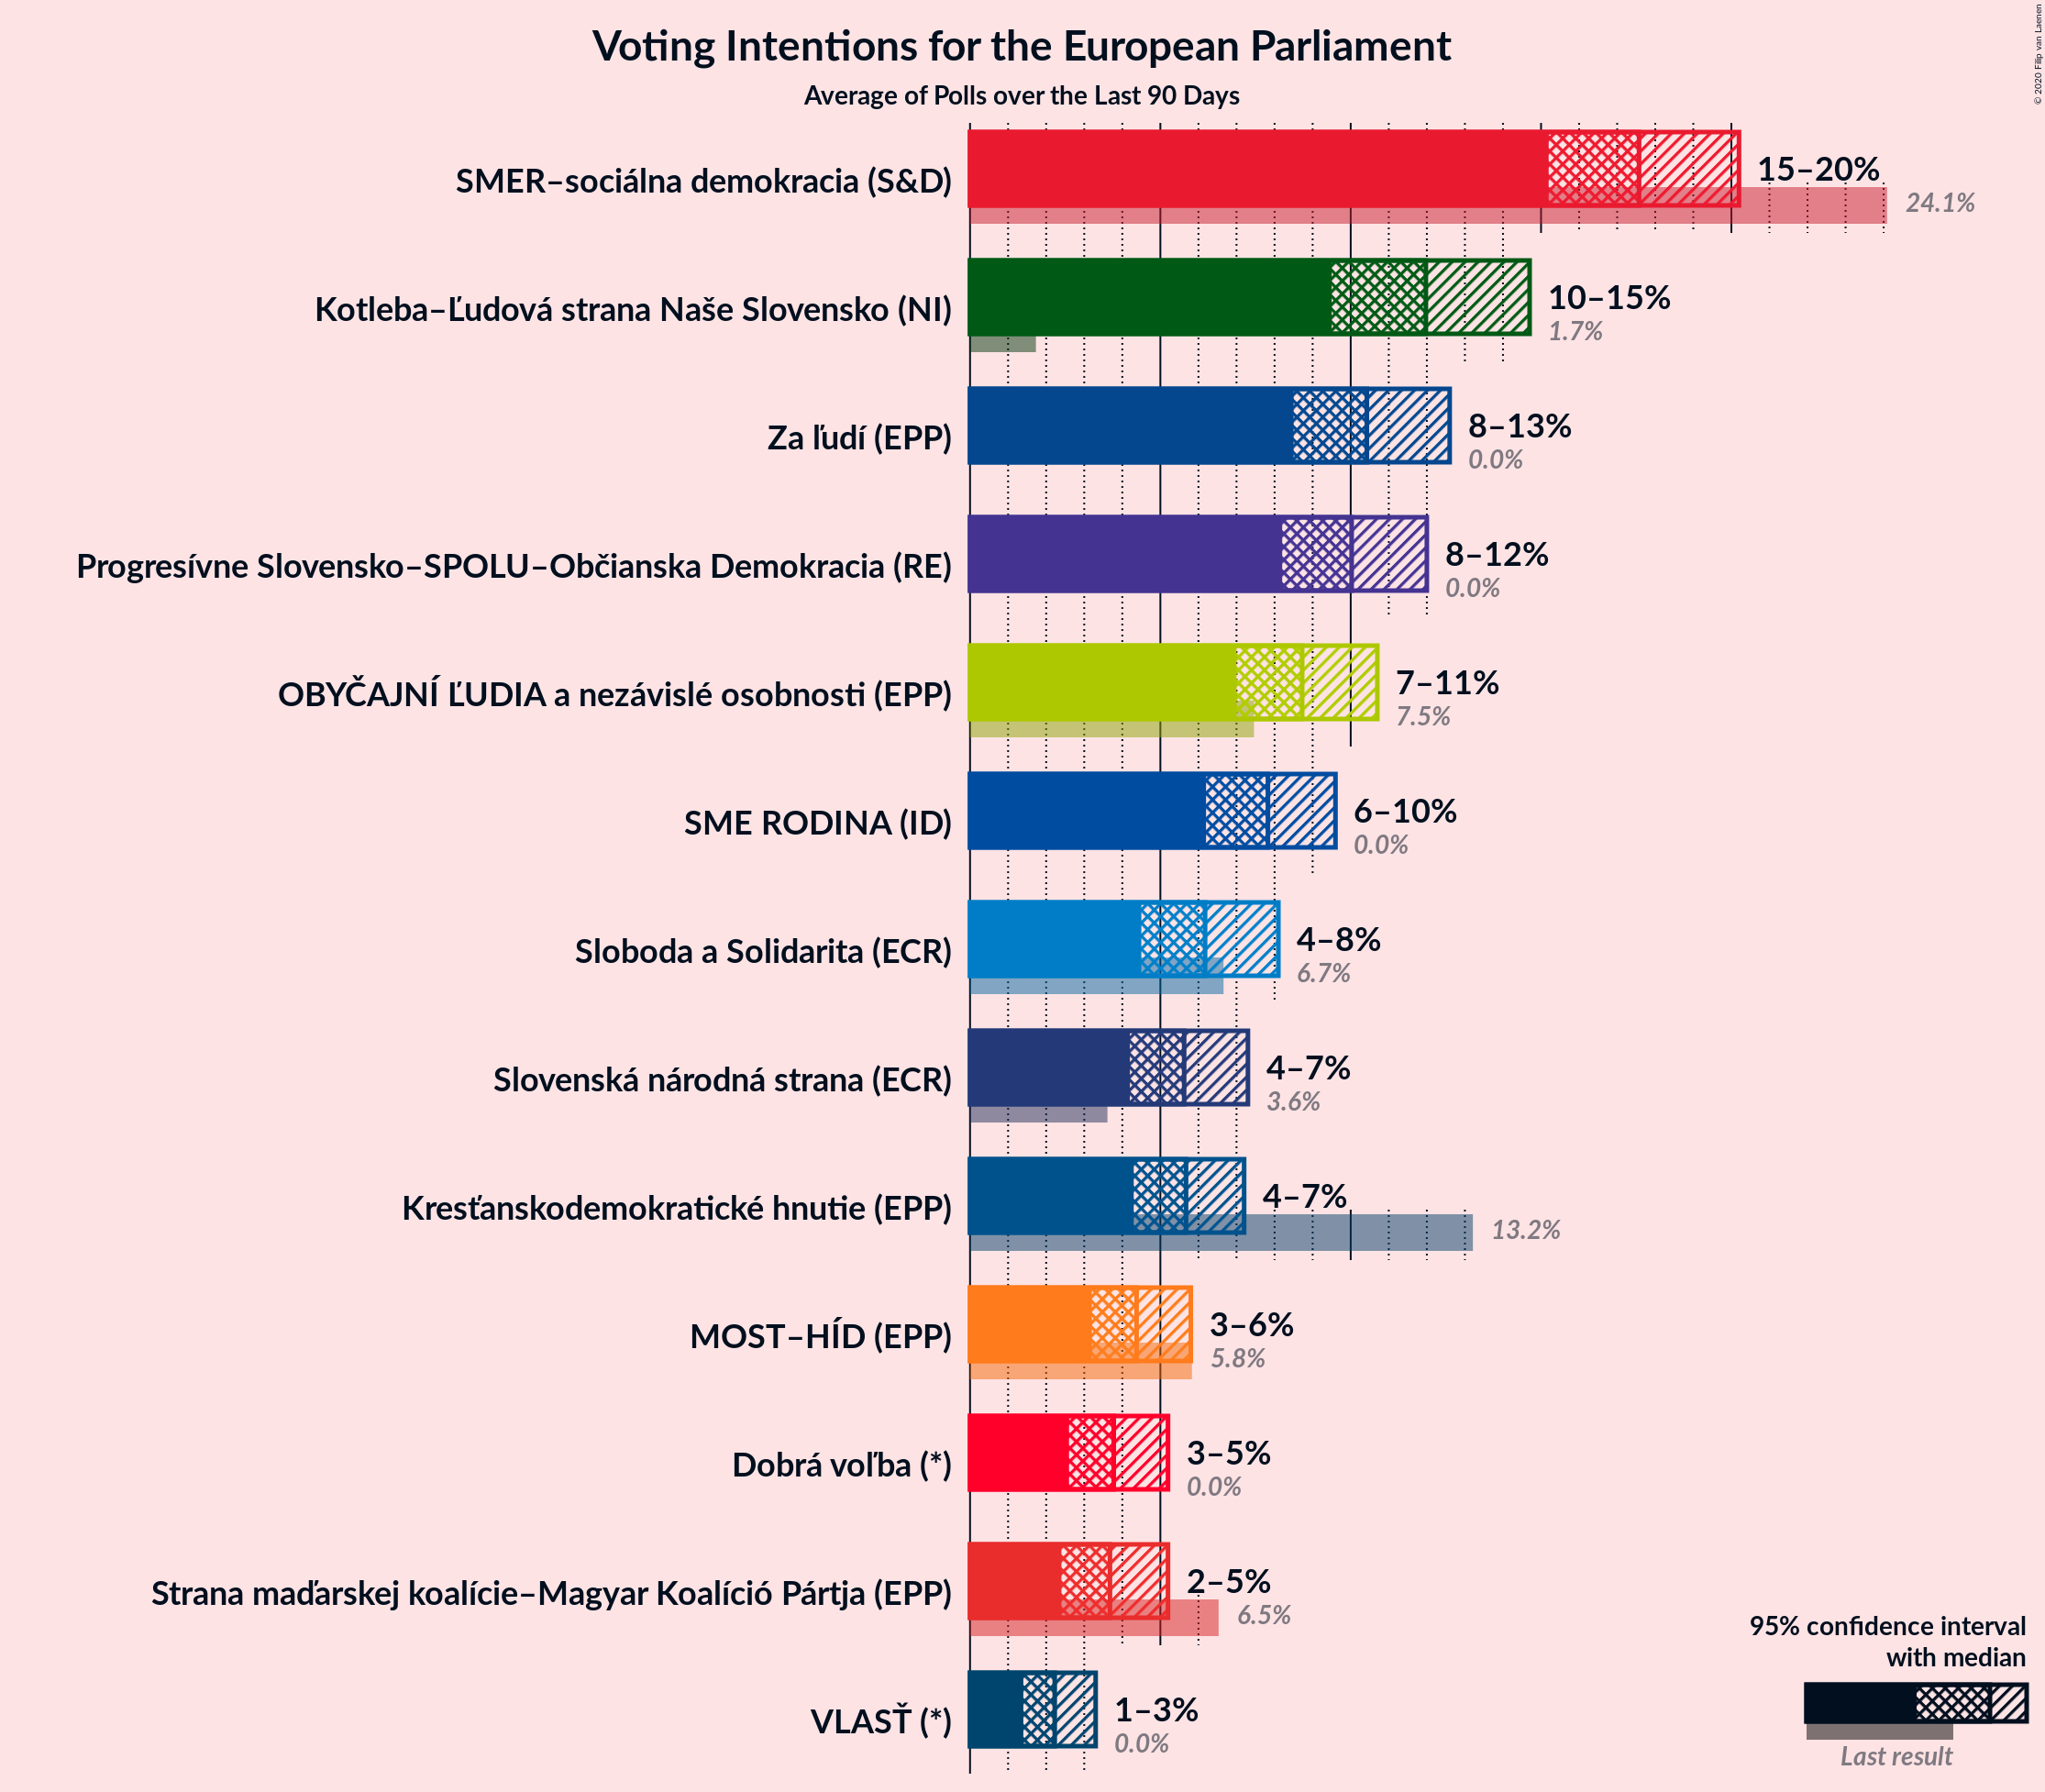 Voting Intentions for the European Parliament
Average of Polls over the Last 90 Days
© 2020 Filip van Laenen
SMER–sociálna demokracia (S&D)
15–20%
24.1%
Kotleba–Ľudová strana Naše Slovensko (NI)
10–15%
1.7%
Za ľudí (EPP)
8–13%
0.0%
Progresívne Slovensko–SPOLU–Občianska Demokracia (RE)
8–12%
0.0%
OBYČAJNÍ ĽUDIA a nezávislé osobnosti (EPP)
7–11%
7.5%
SME RODINA (ID)
6–10%
0.0%
Sloboda a Solidarita (ECR)
4–8%
6.7%
Slovenská národná strana (ECR)
4–7%
3.6%
Kresťanskodemokratické hnutie (EPP)
4–7%
13.2%
MOST–HÍD (EPP)
3–6%
5.8%
Dobrá voľba (*)
3–5%
0.0%
Strana maďarskej koalície–Magyar Koalíció Pártja (EPP)
2–5%
6.5%
VLASŤ (*)
1–3%
0.0%
95% confidence interval
with median
Last result